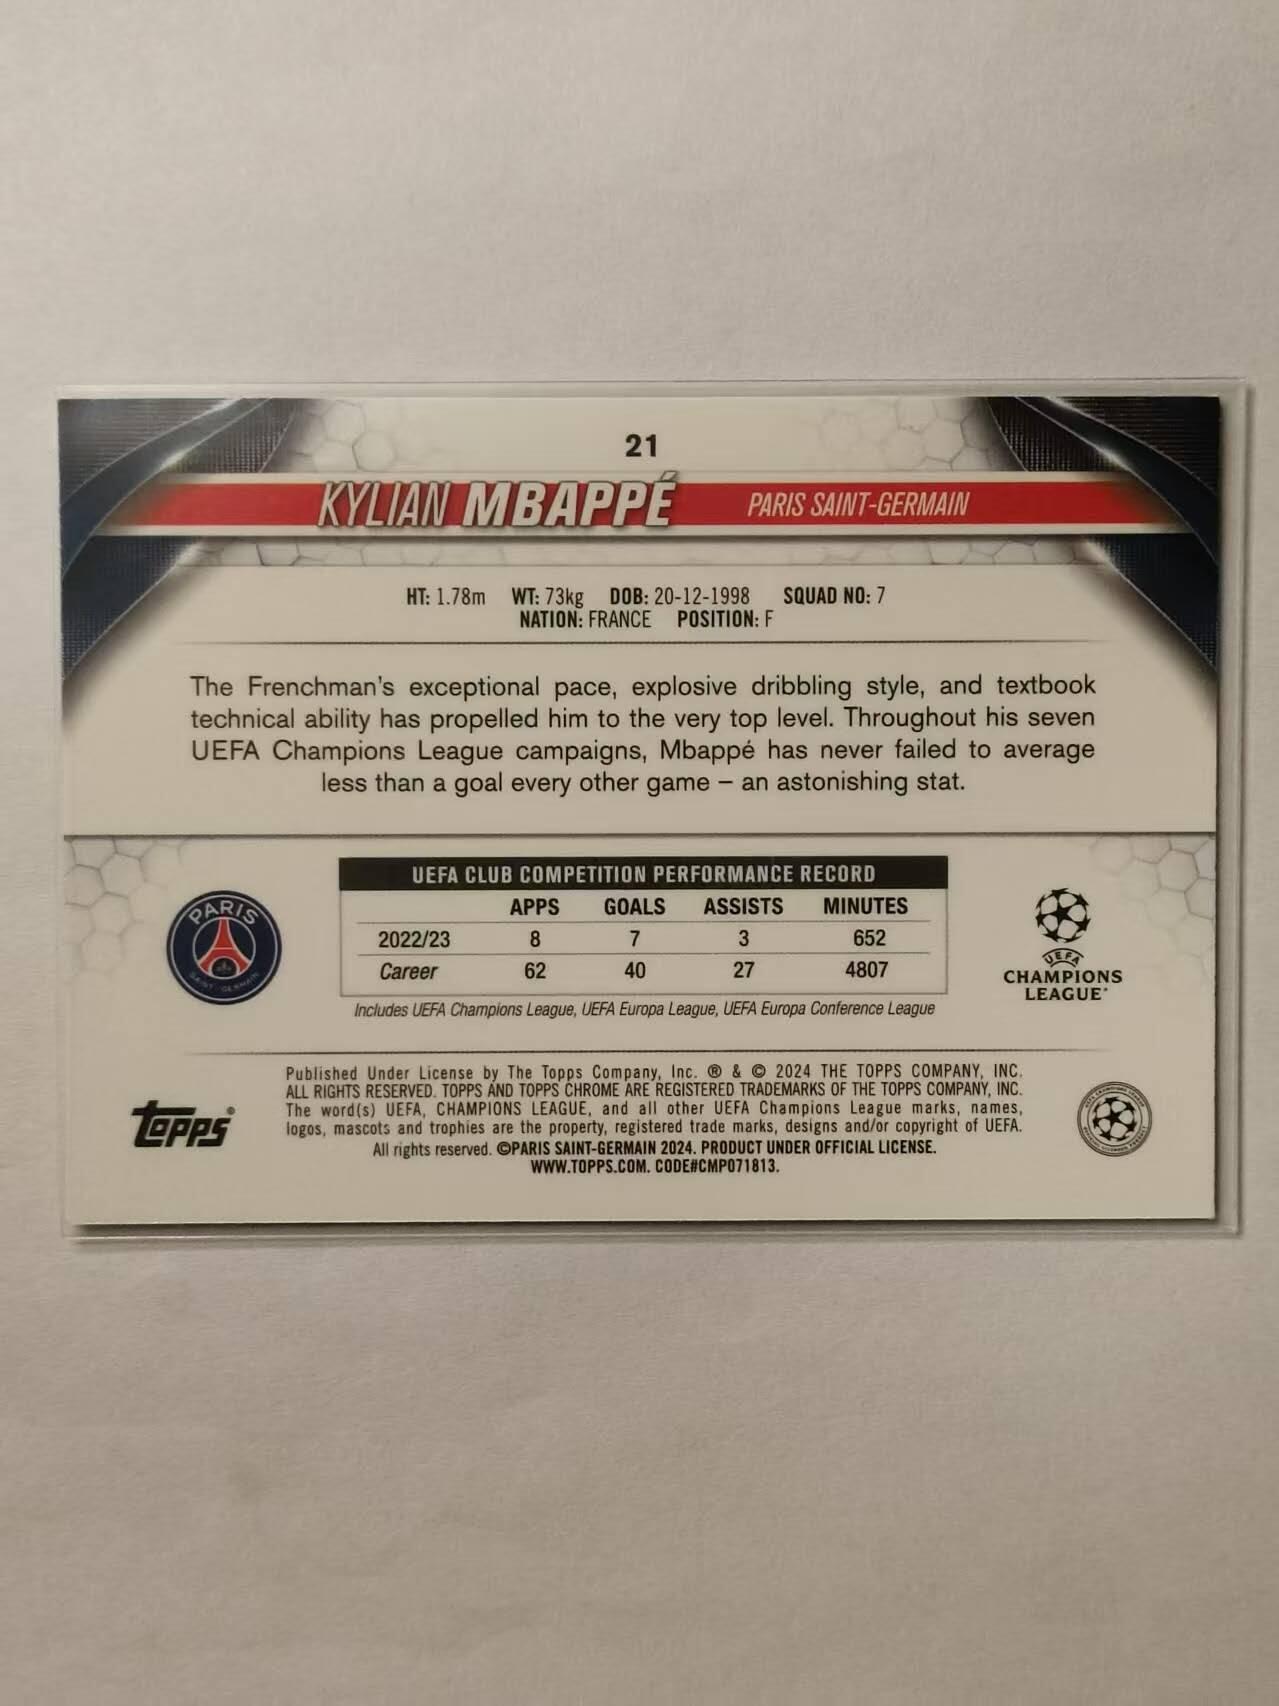 21
KYLIAN MBAPPÉ PARIS SAINT-GERMAIN
HT: 1.78m WT: 73kg DOB: 20-12-1998 SQUAD NO: 7
NATION: FRANCE POSITION: F
The Frenchman's exceptional pace, explosive dribbling style, and textbook
technical ability has propelled him to the very top level. Throughout his seven
UEFA Champions League campaigns, Mbappé has never failed to average
less than a goal every other game – an astonishing stat.
UEFA CLUB COMPETITION PERFORMANCE RECORD
APPS GOALS ASSISTS MINUTES
2022/23 8 7 3 652
Career 62 40 27 4807
Includes UEFA Champions League, UEFA Europa League, UEFA Europa Conference League
PARIS
SAINT-GERMAIN
UEFA
CHAMPIONS
LEAGUE®
Published Under License by The Topps Company, Inc. ® & © 2024 THE TOPPS COMPANY, INC.
ALL RIGHTS RESERVED. TOPPS AND TOPPS CHROME ARE REGISTERED TRADEMARKS OF THE TOPPS COMPANY, INC.
The word(s) UEFA, CHAMPIONS LEAGUE, and all other UEFA Champions League marks, names,
logos, mascots and trophies are the property, registered trade marks, designs and/or copyright of UEFA.
All rights reserved. ©PARIS SAINT-GERMAIN 2024. PRODUCT UNDER OFFICIAL LICENSE.
WWW.TOPPS.COM. CODE#CMP071813.
topps®